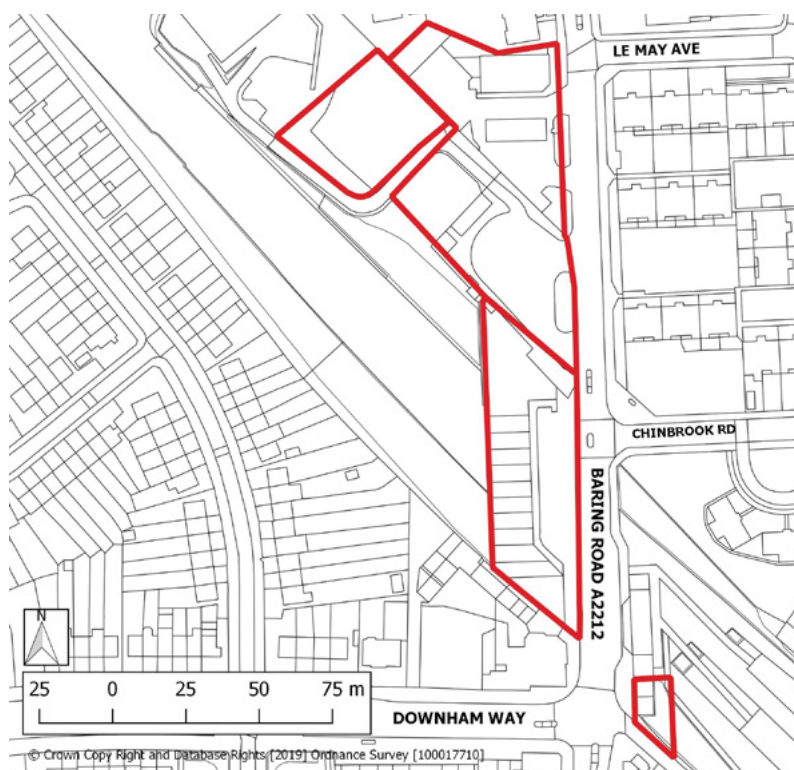 LE MAY AVE
CHINBROOK RD
BARING ROAD A2212
N
25 0 25 50 75 m
DOWNHAM WAY
© Crown Copy Right and Database Rights [2019] Ordnance Survey [100017710]